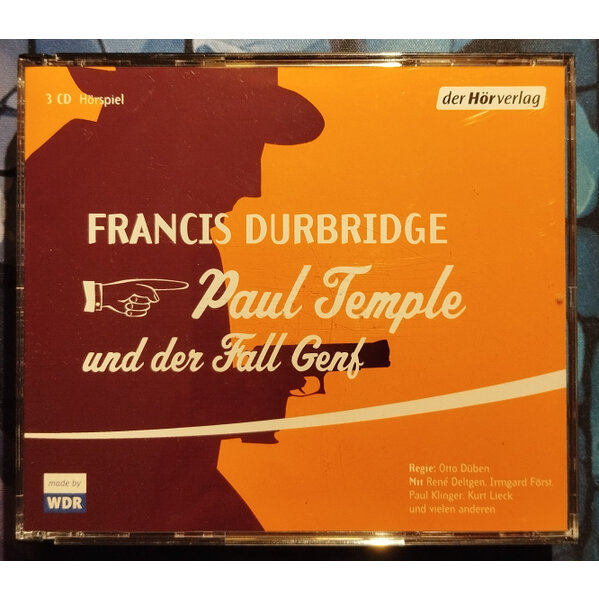 3 CD Hörspiel
der Hörverlag
FRANCIS DURBRIDGE
Paul Temple
und der Fall Genf
Regie: Otto Düben
Mit René Deltgen, Irmgard Först,
Paul Klinger, Kurt Lieck
und vielen anderen
made by
WDR